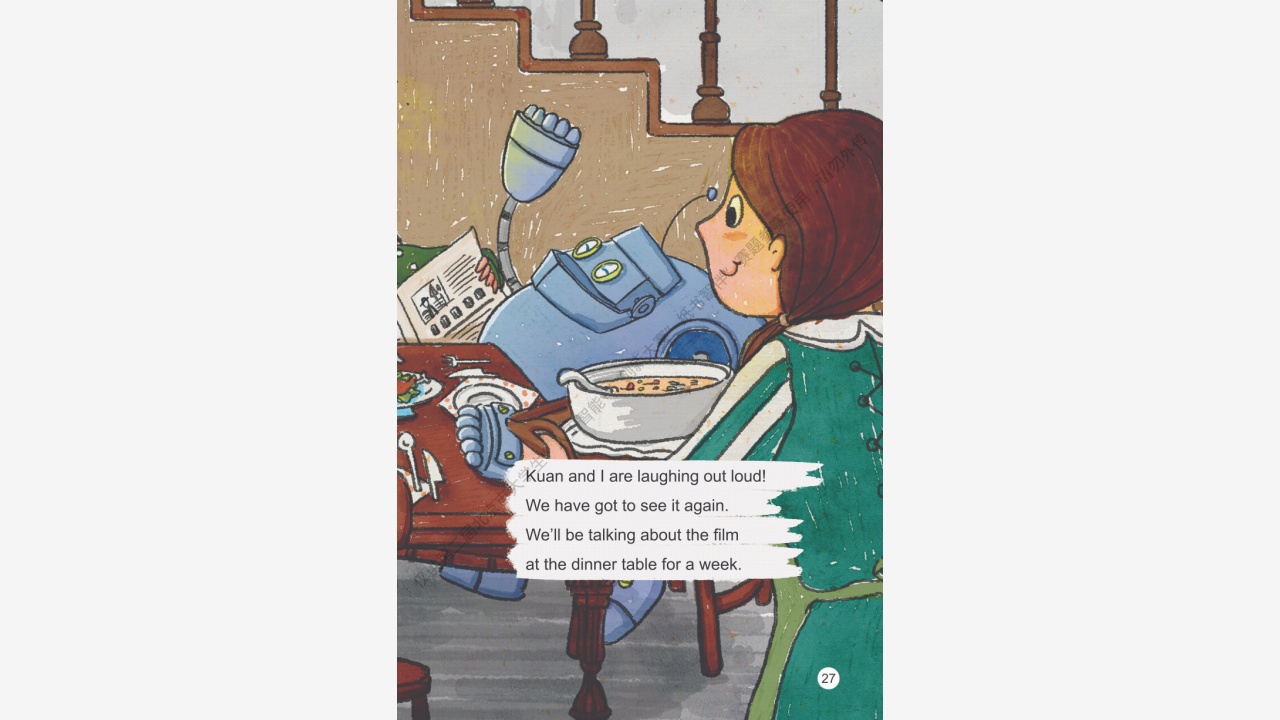 Kuan and I are laughing out loud!
We have got to see it again.
We’ll be talking about the film
at the dinner table for a week.
27